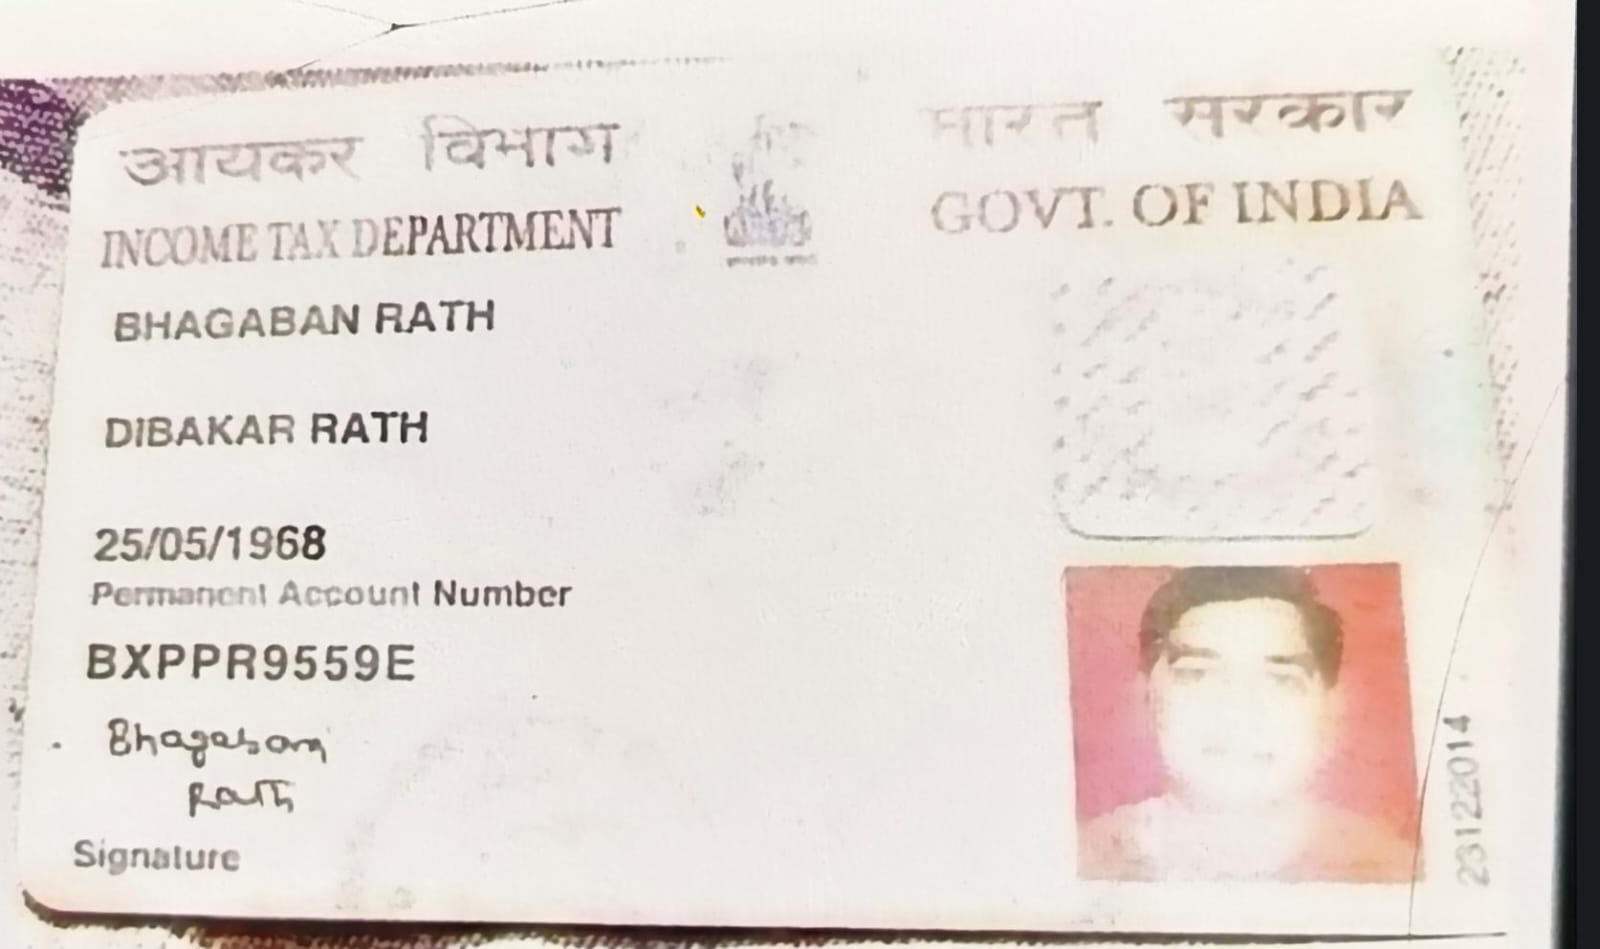 आयकर विभाग
INCOME TAX DEPARTMENT
भारत सरकार
GOVT. OF INDIA
BHAGABAN RATH
DIBAKAR RATH
25/05/1968
Permanent Account Number
BXPPR9559E
Bhagaban
Rath
Signature
23122014